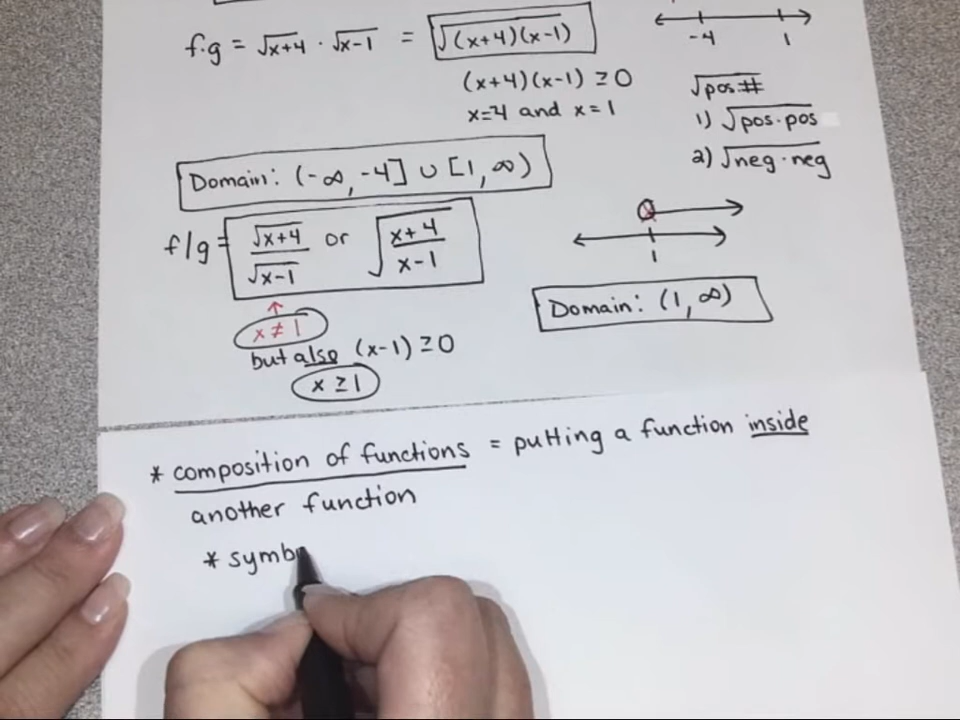 f·g = √x+4 · √x-1 = √(x+4)(x-1)
-4 1
(x+4)(x-1) ≥ 0
x=-4 and x=1
√pos#
1) √pos·pos
2) √neg·neg
Domain: (-∞, -4] ∪ [1, ∞)
f/g = √x+4 / √x-1 or √x+4 / x-1
1
Domain: (1, ∞)
↑
x ≠ 1
but also (x-1) ≥ 0
x ≥ 1
* composition of functions = putting a function inside
another function
* symb